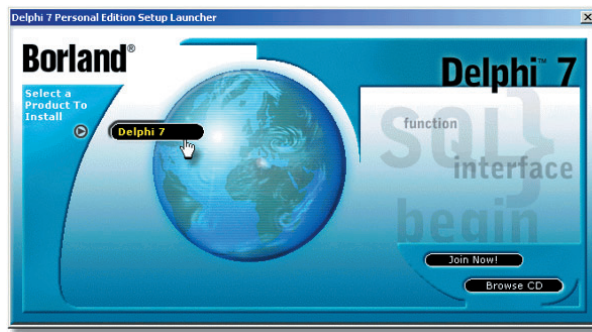 Delphi 7 Personal Edition Setup Launcher
Borland®
Delphi™ 7
Select a
Product To
Install
Delphi 7
function
SQL}
interface
begin
Join Now!
Browse CD